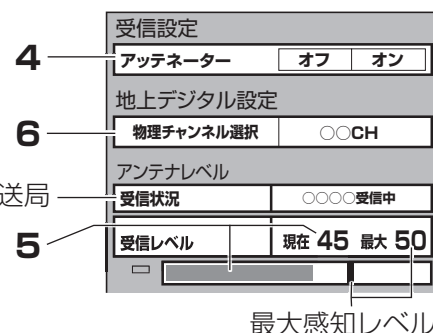 受信設定
4 アッテネーター オフ オン
地上デジタル設定
6 物理チャンネル選択 ○○CH
アンテナレベル
送局 受信状況 ○○○○受信中
5 受信レベル 現在 45 最大 50
最大感知レベル